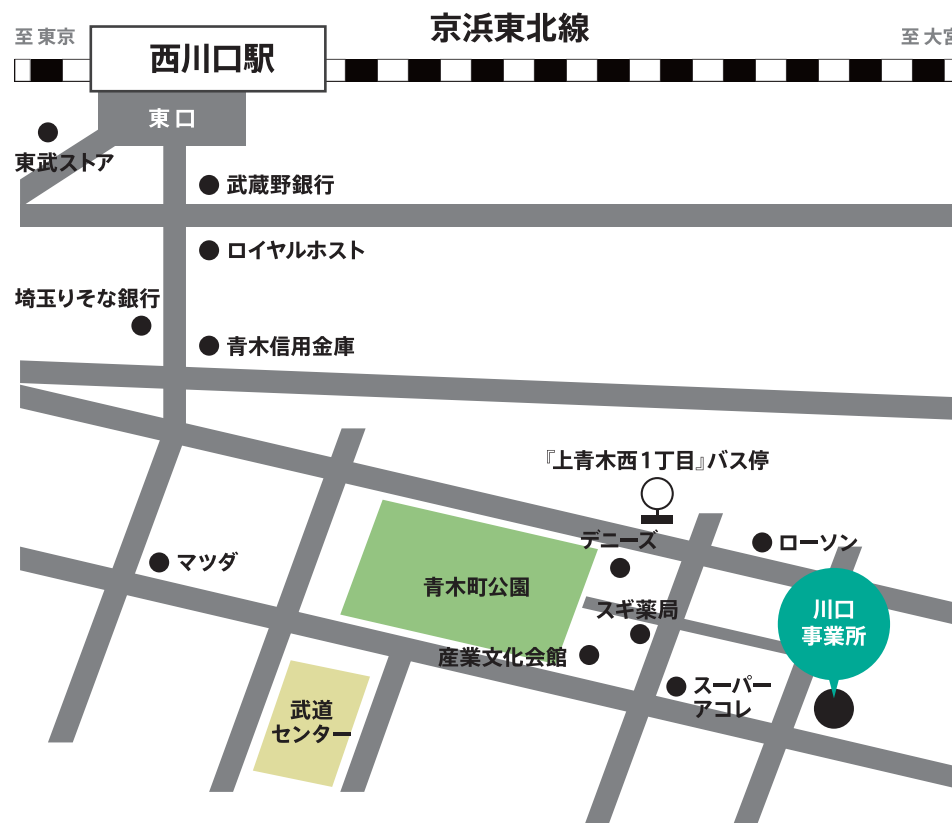 京浜東北線
至 東京
至 大宮
西川口駅
東 口
東武ストア
武蔵野銀行
ロイヤルホスト
埼玉りそな銀行
青木信用金庫
『上青木西1丁目』バス停
デニーズ
ローソン
マツダ
青木町公園
スギ薬局
川口
事業所
産業文化会館
スーパー
アコレ
武道
センター